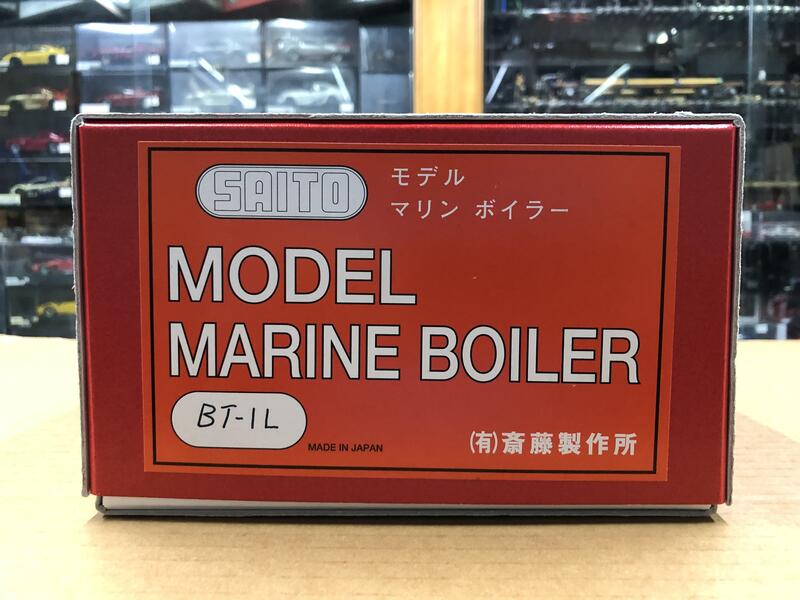 SAITO
モデル
マリン ボイラー
MODEL
MARINE BOILER
BT-1L
MADE IN JAPAN
(有)斎藤製作所